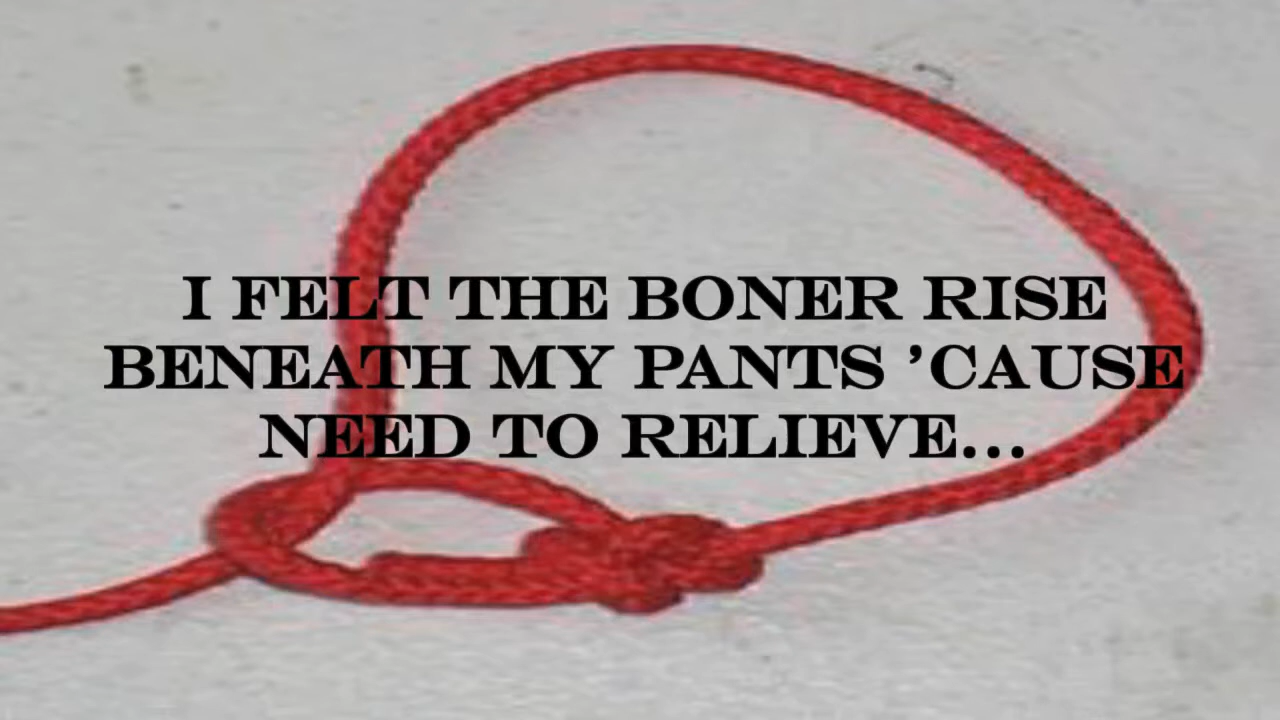 I FELT THE BONER RISE
BENEATH MY PANTS ’CAUSE
NEED TO RELIEVE...